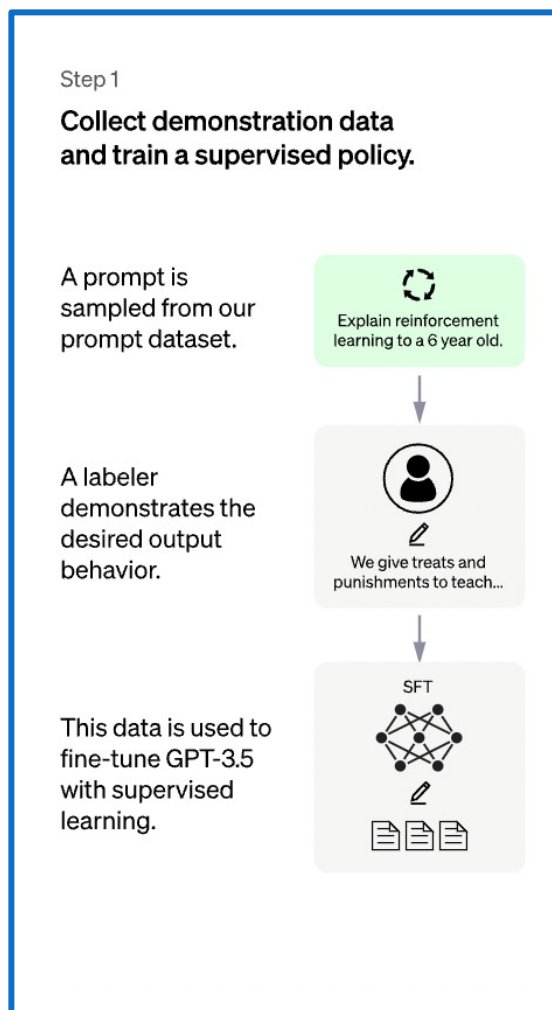 Step 1
Collect demonstration data
and train a supervised policy.
A prompt is
sampled from our
prompt dataset.
Explain reinforcement
learning to a 6 year old.
A labeler
demonstrates the
desired output
behavior.
We give treats and
punishments to teach...
This data is used to
fine-tune GPT-3.5
with supervised
learning.
SFT